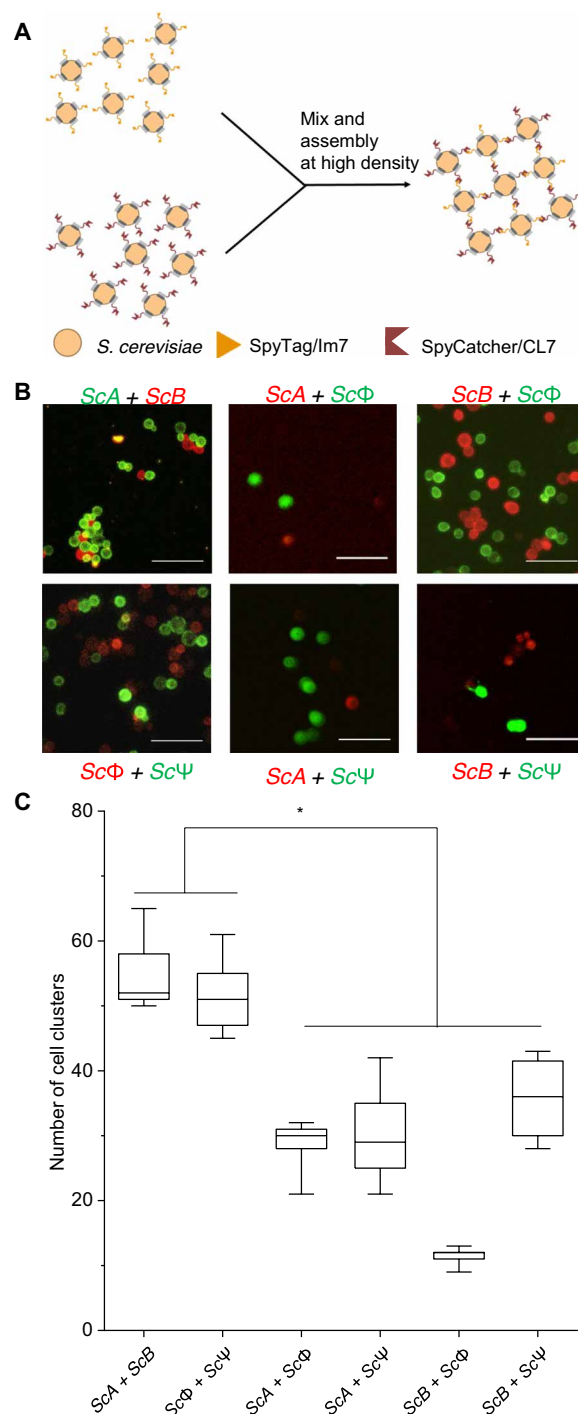 A
Mix and
assembly
at high density
S. cerevisiae
SpyTag/Im7
SpyCatcher/CL7
B
ScA + ScB
ScA + ScΦ
ScB + ScΦ
ScΦ + ScΨ
ScA + ScΨ
ScB + ScΨ
C
*
80
60
40
20
0
Number of cell clusters
ScA + ScB
ScΦ + ScΨ
ScA + ScΦ
ScA + ScΨ
ScB + ScΦ
ScB + ScΨ